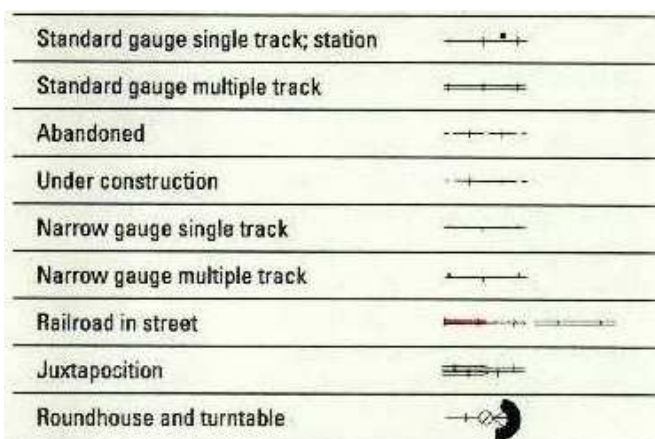 Standard gauge single track; station
Standard gauge multiple track
Abandoned
Under construction
Narrow gauge single track
Narrow gauge multiple track
Railroad in street
Juxtaposition
Roundhouse and turntable